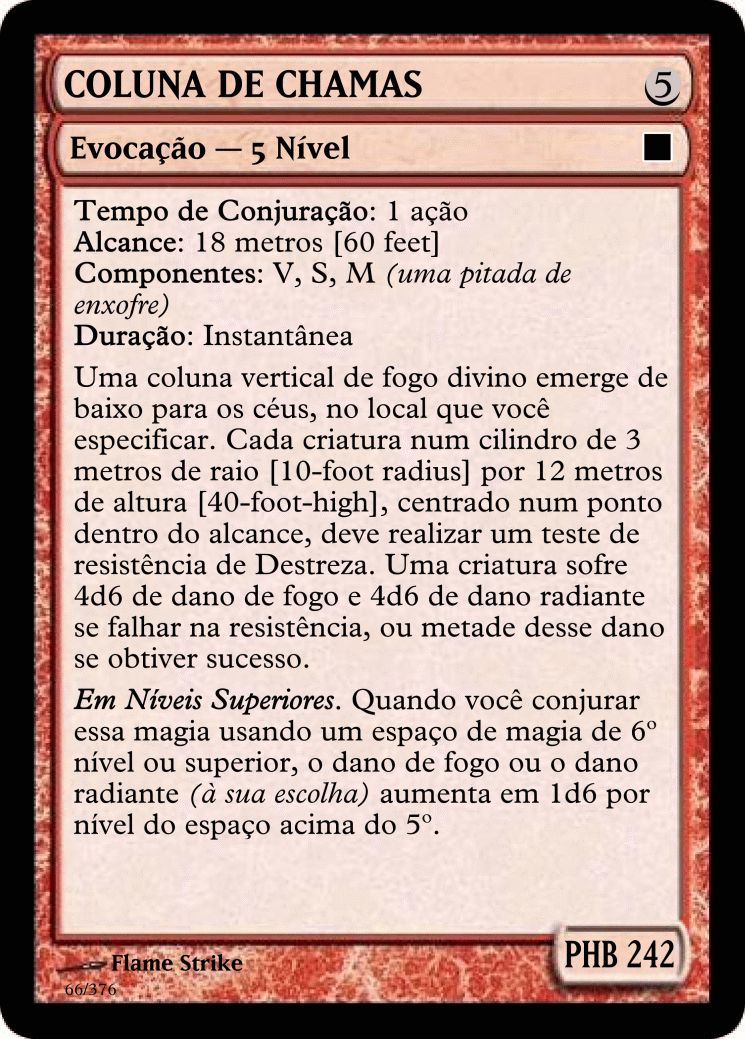 COLUNA DE CHAMAS
5
Evocação — 5 Nível
Tempo de Conjuração: 1 ação
Alcance: 18 metros [60 feet]
Componentes: V, S, M (uma pitada de
enxofre)
Duração: Instantânea
Uma coluna vertical de fogo divino emerge de
baixo para os céus, no local que você
especificar. Cada criatura num cilindro de 3
metros de raio [10-foot radius] por 12 metros
de altura [40-foot-high], centrado num ponto
dentro do alcance, deve realizar um teste de
resistência de Destreza. Uma criatura sofre
4d6 de dano de fogo e 4d6 de dano radiante
se falhar na resistência, ou metade desse dano
se obtiver sucesso.
Em Níveis Superiores. Quando você conjurar
essa magia usando um espaço de magia de 6º
nível ou superior, o dano de fogo ou o dano
radiante (à sua escolha) aumenta em 1d6 por
nível do espaço acima do 5º.
PHB 242
Flame Strike
66/376